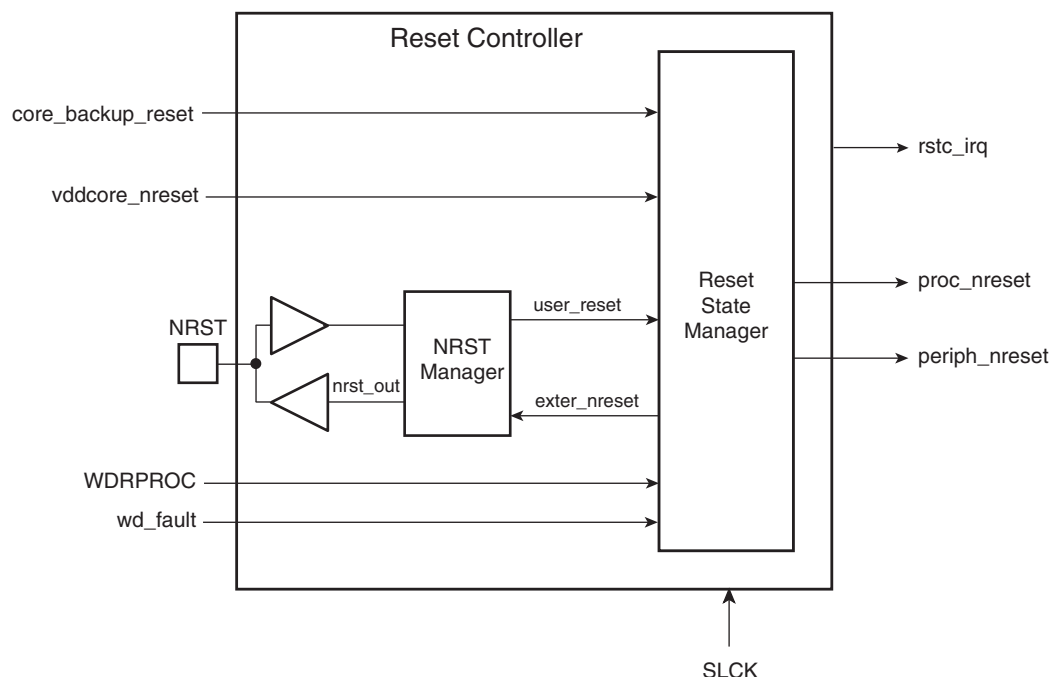 Reset Controller
core_backup_reset
rstc_irq
vddcore_nreset
Reset
State
Manager
proc_nreset
user_reset
NRST
NRST
Manager
periph_nreset
nrst_out
exter_nreset
WDRPROC
wd_fault
SLCK